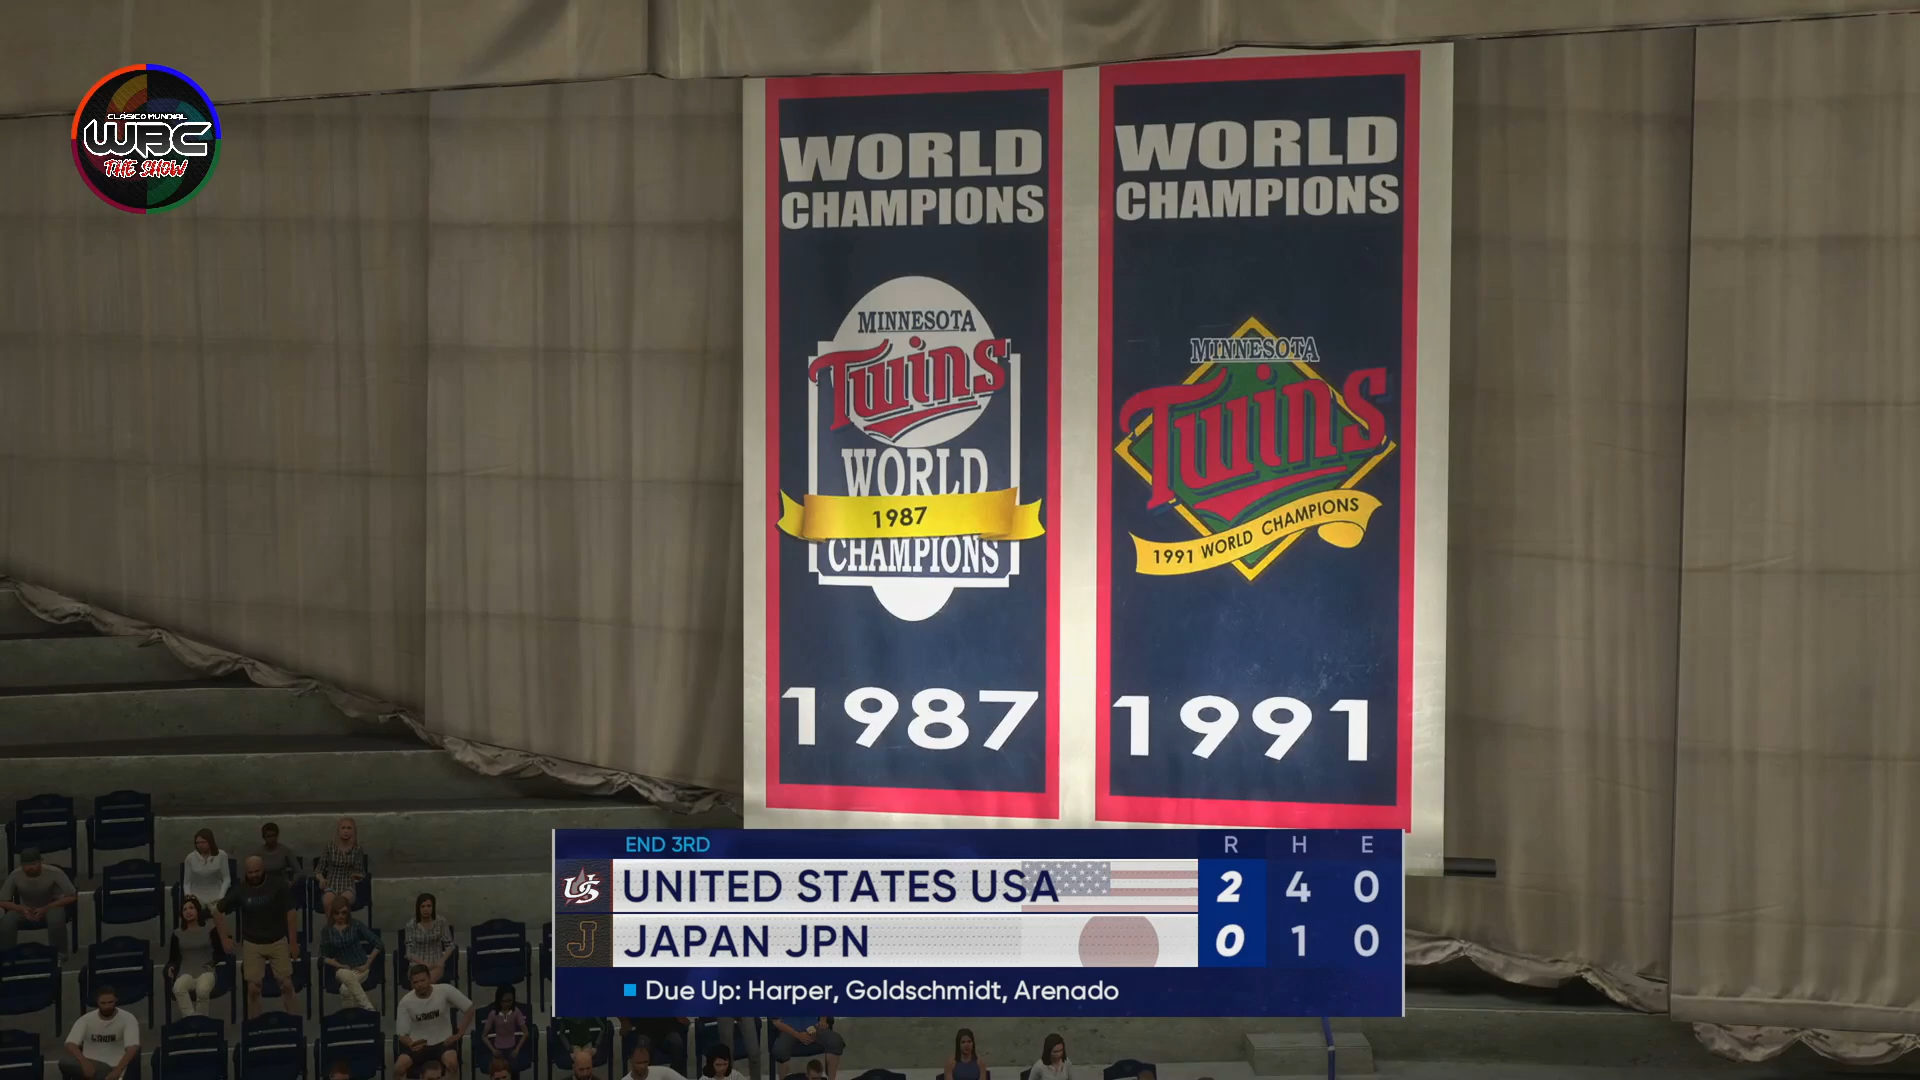 CLASICO MUNDIAL
WBC
THE SHOW
WORLD
CHAMPIONS
MINNESOTA
Twins
WORLD
1987
CHAMPIONS
1987
WORLD
CHAMPIONS
MINNESOTA
Twins
1991 WORLD CHAMPIONS
1991
END 3RD R H E
US UNITED STATES USA 2 4 0
J JAPAN JPN 0 1 0
Due Up: Harper, Goldschmidt, Arenado